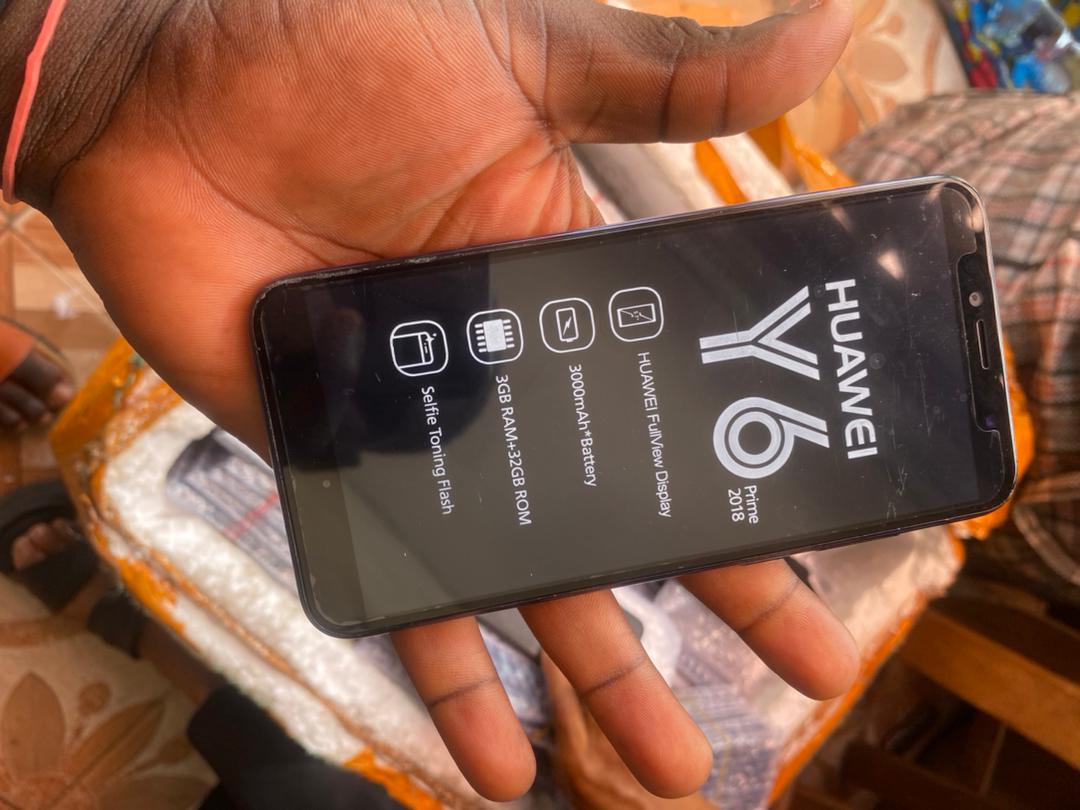 HUAWEI
Y6 Prime
2018
HUAWEI FullView Display
3000mAh*Battery
3GB RAM+32GB ROM
Selfie Toning Flash